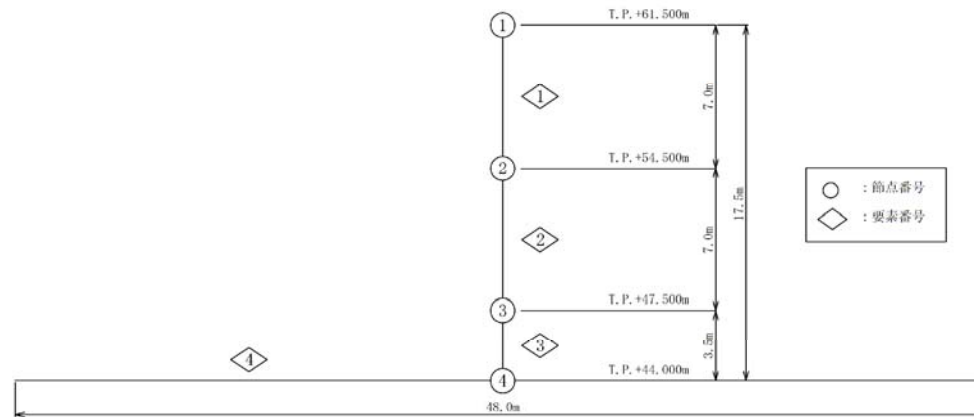 T.P.+61.500m
1
1
7.0m
T.P.+54.500m
2
17.5m
○ :節点番号
◇ :要素番号
2
7.0m
T.P.+47.500m
3
3
3.5m
4
T.P.+44.000m
4
48.0m